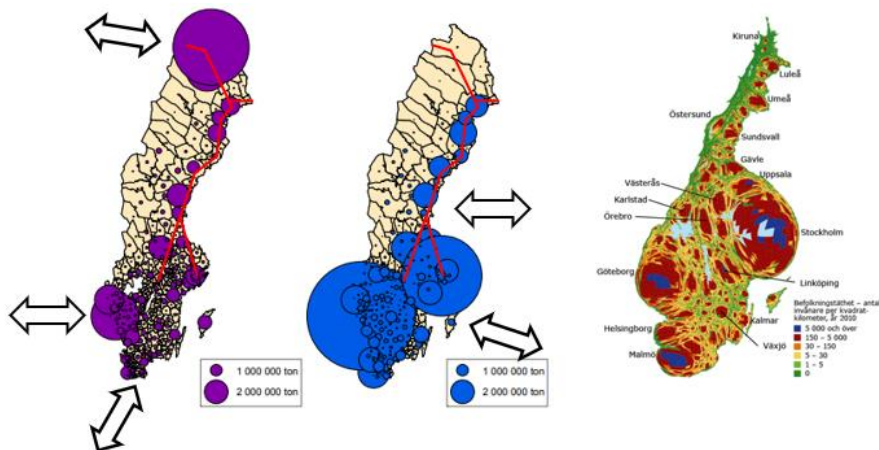 1 000 000 ton
2 000 000 ton
1 000 000 ton
2 000 000 ton
Kiruna
Luleå
Umeå
Östersund
Sundsvall
Gävle
Uppsala
Västerås
Karlstad
Örebro
Stockholm
Göteborg
Linköping
Helsingborg
Kalmar
Växjö
Malmö
Befolkningstäthet – antal
invånare per kvadrat-
kilometer, år 2010
5 000 och över
150 – 5 000
30 – 150
5 – 30
1 – 5
0